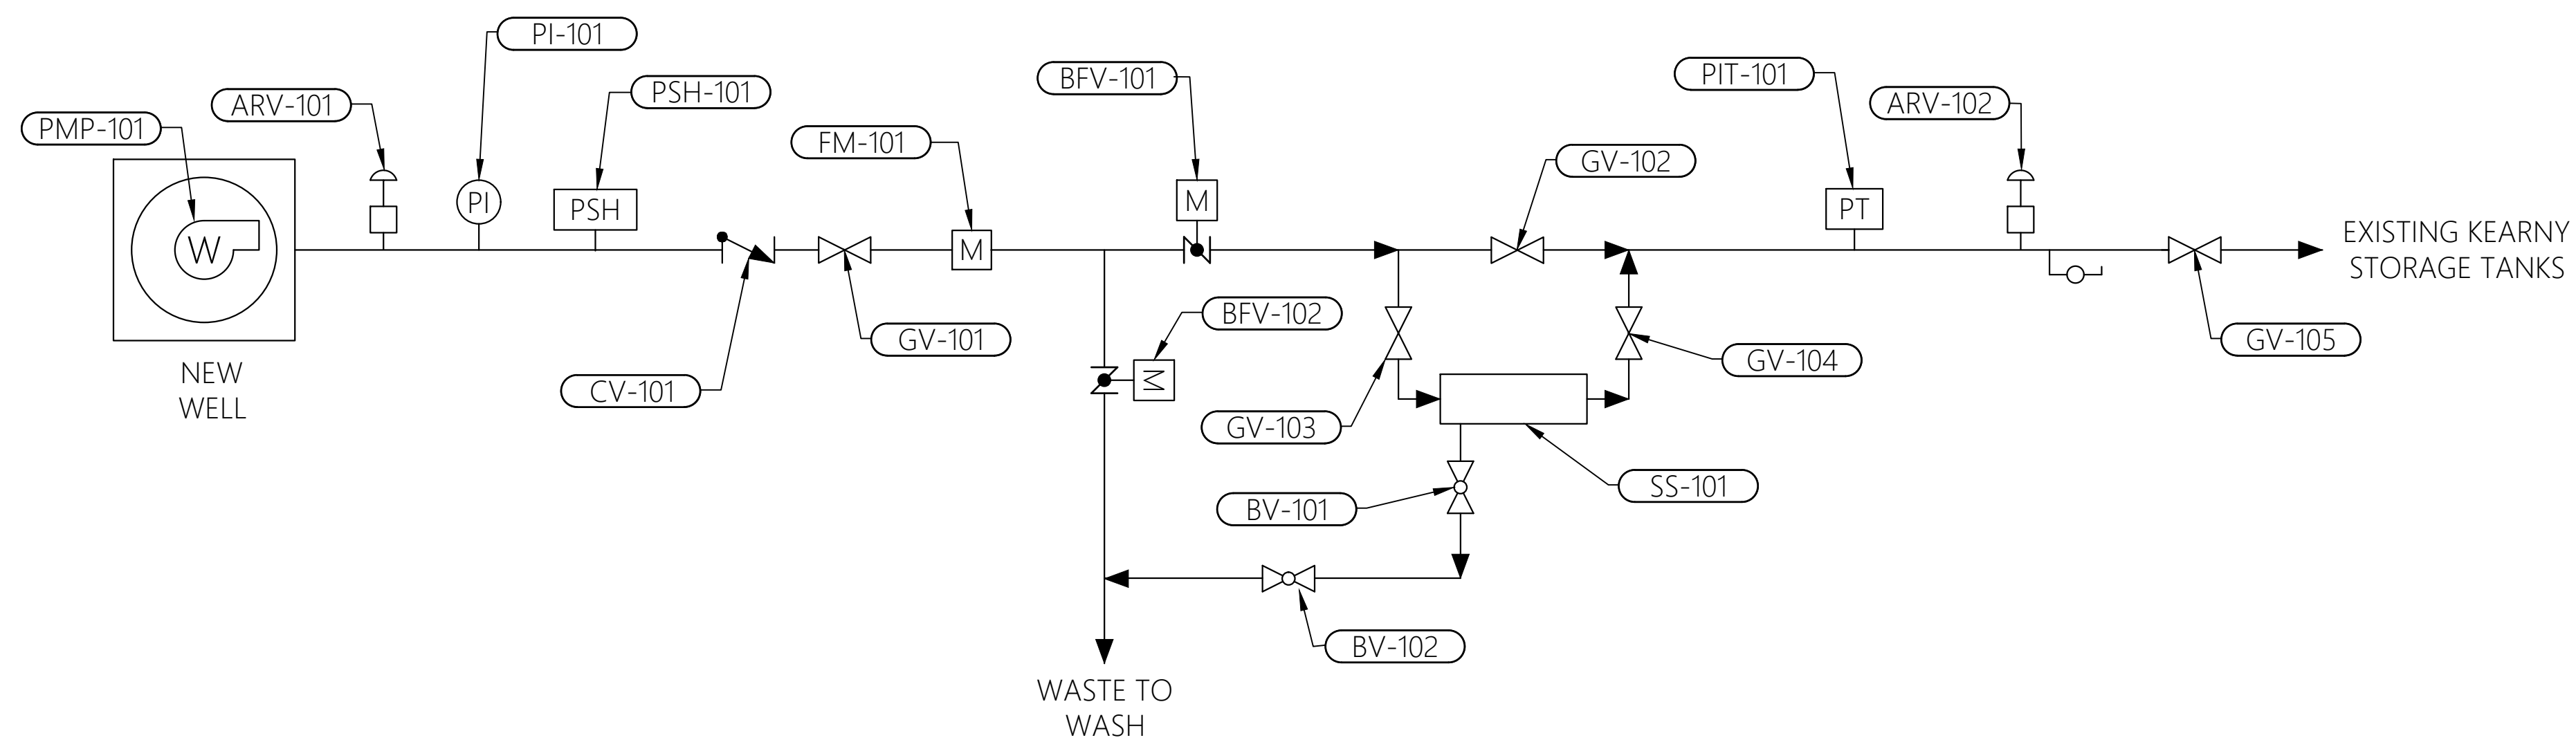 PI-101
BFV-101
PIT-101
PSH-101
ARV-101
ARV-102
PMP-101
FM-101
GV-102
M
PI
PSH
PT
W
M
EXISTING KEARNY
STORAGE TANKS
BFV-102
GV-101
GV-105
GV-104
NEW
WELL
M
CV-101
GV-103
SS-101
BV-101
BV-102
WASTE TO
WASH